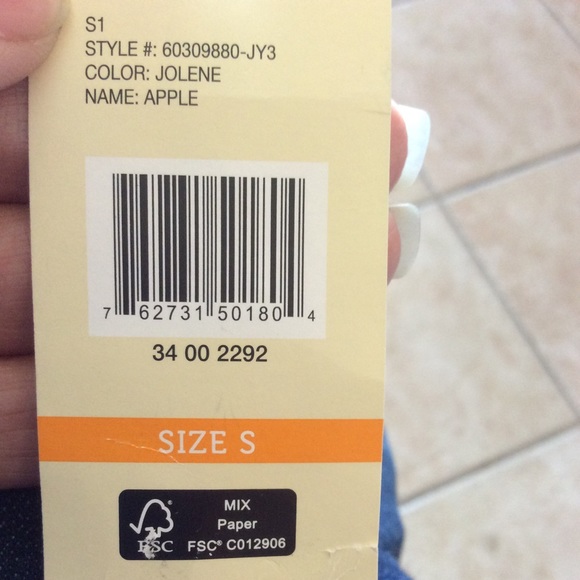 S1
STYLE #: 60309880-JY3
COLOR: JOLENE
NAME: APPLE
7 62731 50180 4
34 00 2292
SIZE S
MIX
Paper
FSC FSC® C012906